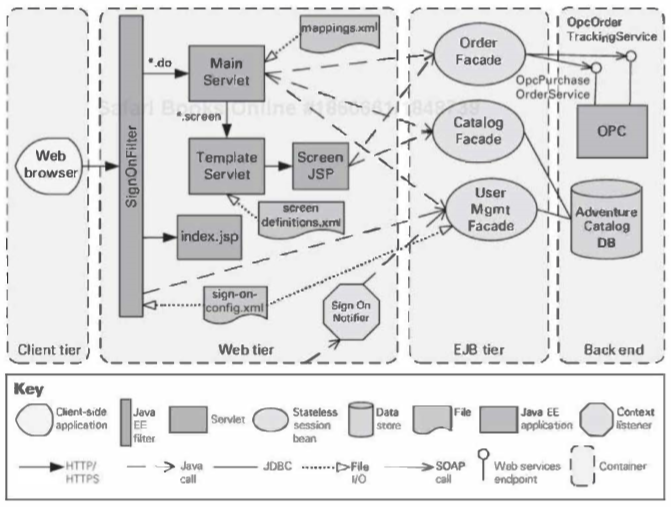 mappings.xml
OpcOrder
TrackingService
*.do
Main
Servlet
Order
Facade
OpcPurchase
OrderService
Safari Books Online #1866061
*.screen
OPC
Web
browser
SignOnFilter
Template
Servlet
Screen
JSP
Catalog
Facade
screen
definitions.xml
User
Mgmt
Facade
Adventure
Catalog
DB
index.jsp
sign-on-
config.xml
Sign On
Notifier
Client tier
Web tier
EJB tier
Back end
Key
Client-side
application
Java
EE
filter
Servlet
Stateless
session
bean
Data
store
File
Java EE
application
Context
listener
HTTP/
HTTPS
Java
call
JDBC
File
I/O
SOAP
call
Web services
endpoint
Container